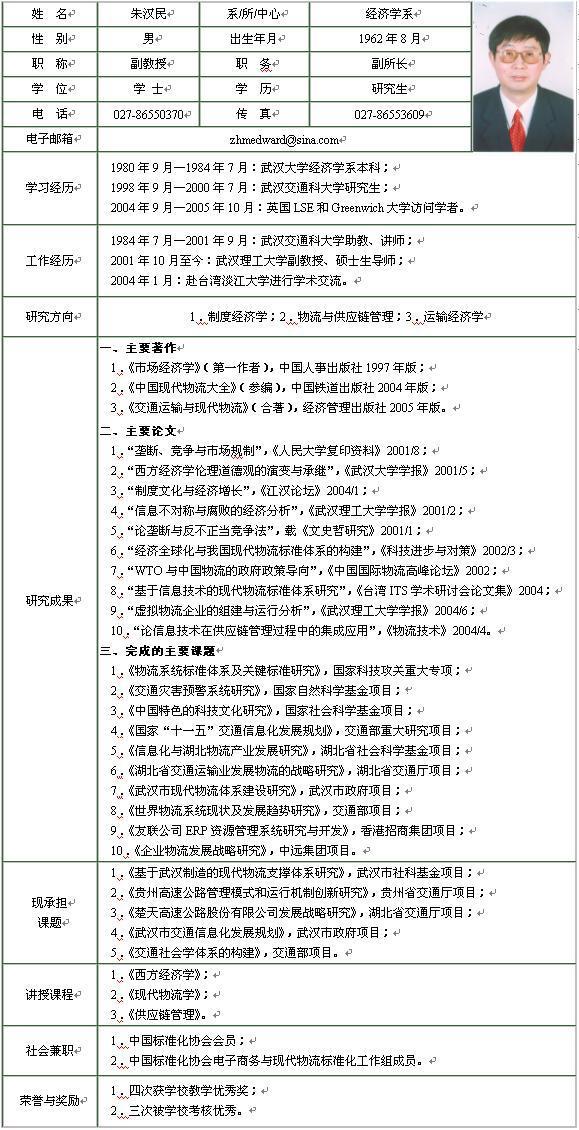 姓 名 朱汉民 系/所/中心 经济学系
性 别 男 出生年月 1962年8月
职 称 副教授 职 务 副所长
学 位 学 士 学 历 研究生
电 话 027-86550370 传 真 027-86553609
电子邮箱 zhmedward@sina.com
学习经历
1980年9月—1984年7月：武汉大学经济学系本科；
1998年9月—2000年7月：武汉交通科大学研究生；
2004年9月—2005年10月：英国LSE和Greenwich大学访问学者。
工作经历
1984年7月—2001年9月：武汉交通科大学助教、讲师；
2001年10月至今：武汉理工大学副教授、硕士生导师；
2004年1月：赴台湾淡江大学进行学术交流。
研究方向 1．制度经济学；2．物流与供应链管理；3．运输经济学
研究成果
一、主要著作
1．《市场经济学》（第一作者），中国人事出版社1997年版；
2．《中国现代物流大全》（参编），中国铁道出版社2004年版；
3．《交通运输与现代物流》（合著），经济管理出版社2005年版。
二、主要论文
1．“垄断、竞争与市场规制”，《人民大学复印资料》2001/8；
2．“西方经济学伦理道德观的演变与承继”，《武汉大学学报》2001/5；
3．“制度文化与经济增长”，《江汉论坛》2004/1；
4．“信息不对称与腐败的经济分析”，《武汉理工大学学报》2001/2；
5．“论垄断与反不正当竞争法”，载《文史哲研究》2001/1；
6．“经济全球化与我国现代物流标准体系的构建”，《科技进步与对策》2002/3；
7．“WTO与中国物流的政府政策导向”，《中国国际物流高峰论坛》2002；
8．“基于信息技术的现代物流标准体系研究”，《台湾ITS学术研讨会论文集》2004；
9．“虚拟物流企业的组建与运行分析”，《武汉理工大学学报》2004/6；
10．“论信息技术在供应链管理过程中的集成应用”，《物流技术》2004/4。
三、完成的主要课题
1．《物流系统标准体系及关键标准研究》，国家科技攻关重大专项；
2．《交通灾害预警系统研究》，国家自然科学基金项目；
3．《中国特色的科技文化研究》，国家社会科学基金项目；
4．《国家“十一五”交通信息化发展规划》，交通部重大研究项目；
5．《信息化与湖北物流产业发展研究》，湖北省社会科学基金项目；
6．《湖北省交通运输业发展物流的战略研究》，湖北省交通厅项目；
7．《武汉市现代物流体系建设研究》，武汉市政府项目；
8．《世界物流系统现状及发展趋势研究》，交通部项目；
9．《友联公司ERP资源管理系统研究与开发》，香港招商集团项目；
10．《企业物流发展战略研究》，中远集团项目。
现承担
课题
1．《基于武汉制造的现代物流支撑体系研究》，武汉市社科基金项目；
2．《贵州高速公路管理模式和运行机制创新研究》，贵州省交通厅项目；
3．《楚天高速公路股份有限公司发展战略研究》，湖北省交通厅项目；
4．《武汉市交通信息化发展规划》，武汉市政府项目；
5．《交通社会学体系的构建》，交通部项目。
讲授课程
1．《西方经济学》；
2．《现代物流学》；
3．《供应链管理》。
社会兼职
1．中国标准化协会会员；
2．中国标准化协会电子商务与现代物流标准化工作组成员。
荣誉与奖励
1．四次获学校教学优秀奖；
2．三次被学校考核优秀。